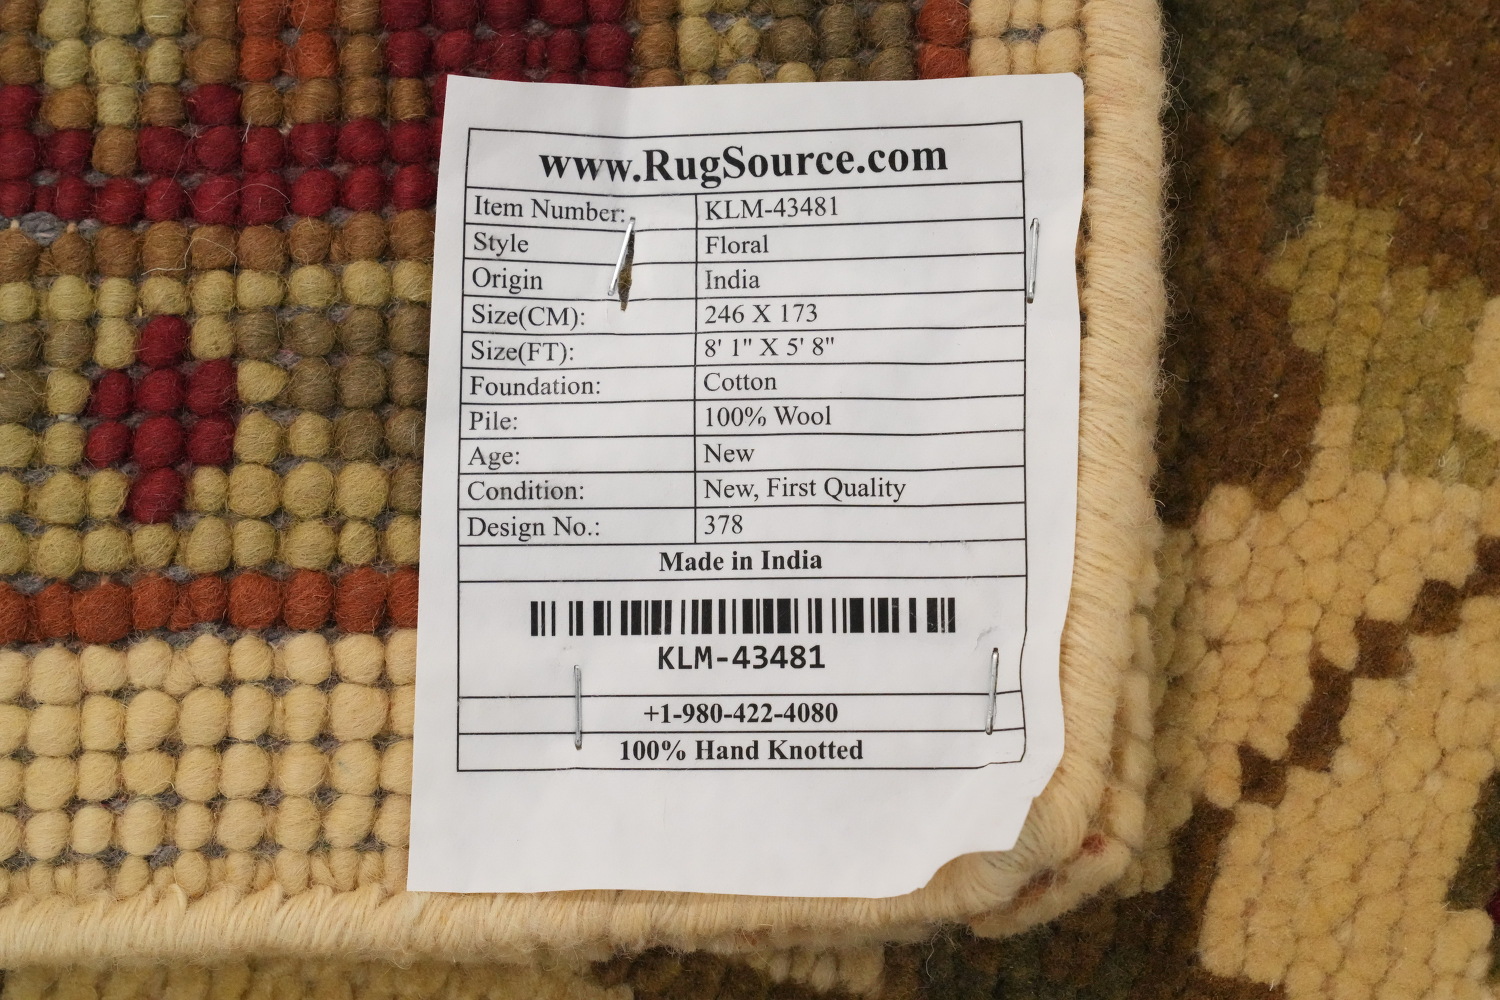 www.RugSource.com
Item Number: KLM-43481
Style Floral
Origin India
Size(CM): 246 X 173
Size(FT): 8' 1" X 5' 8"
Foundation: Cotton
Pile: 100% Wool
Age: New
Condition: New, First Quality
Design No.: 378
Made in India
KLM-43481
+1-980-422-4080
100% Hand Knotted